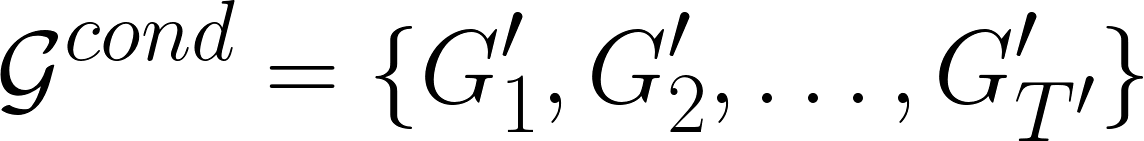 𝒢^{cond} = {G′_1, G′_2, . . . , G′_{T′}}